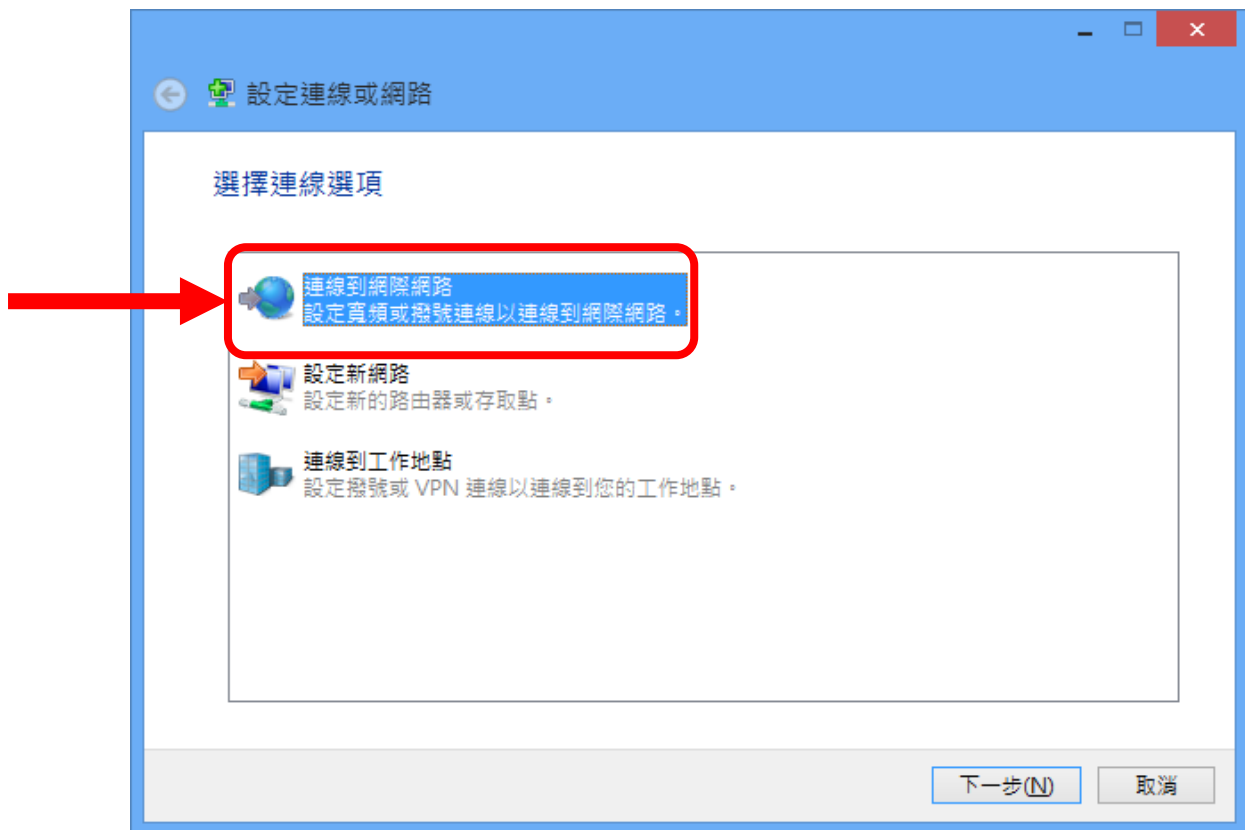 設定連線或網路
選擇連線選項
連線到網際網路
設定寬頻或撥號連線以連線到網際網路。
設定新網路
設定新的路由器或存取點。
連線到工作地點
設定撥號或 VPN 連線以連線到您的工作地點。
下一步(N) 取消